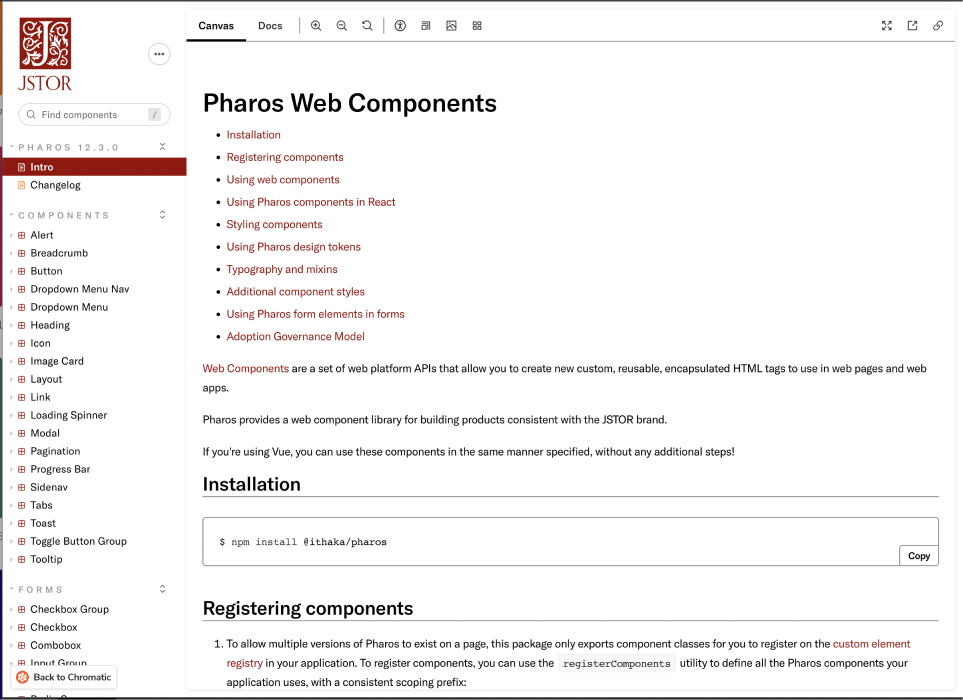 JSTOR
Find components /
PHAROS 12.3.0
Intro
Changelog
COMPONENTS
Alert
Breadcrumb
Button
Dropdown Menu Nav
Dropdown Menu
Heading
Icon
Image Card
Layout
Link
Loading Spinner
Modal
Pagination
Progress Bar
Sidenav
Tabs
Toast
Toggle Button Group
Tooltip
FORMS
Checkbox Group
Checkbox
Combobox
Input Group
Back to Chromatic
Canvas Docs
Pharos Web Components
• Installation
• Registering components
• Using web components
• Using Pharos components in React
• Styling components
• Using Pharos design tokens
• Typography and mixins
• Additional component styles
• Using Pharos form elements in forms
• Adoption Governance Model
Web Components are a set of web platform APIs that allow you to create new custom, reusable, encapsulated HTML tags to use in web pages and web
apps.
Pharos provides a web component library for building products consistent with the JSTOR brand.
If you're using Vue, you can use these components in the same manner specified, without any additional steps!
Installation
$ npm install @ithaka/pharos
Copy
Registering components
1. To allow multiple versions of Pharos to exist on a page, this package only exports component classes for you to register on the custom element
registry in your application. To register components, you can use the registerComponents utility to define all the Pharos components your
application uses, with a consistent scoping prefix: